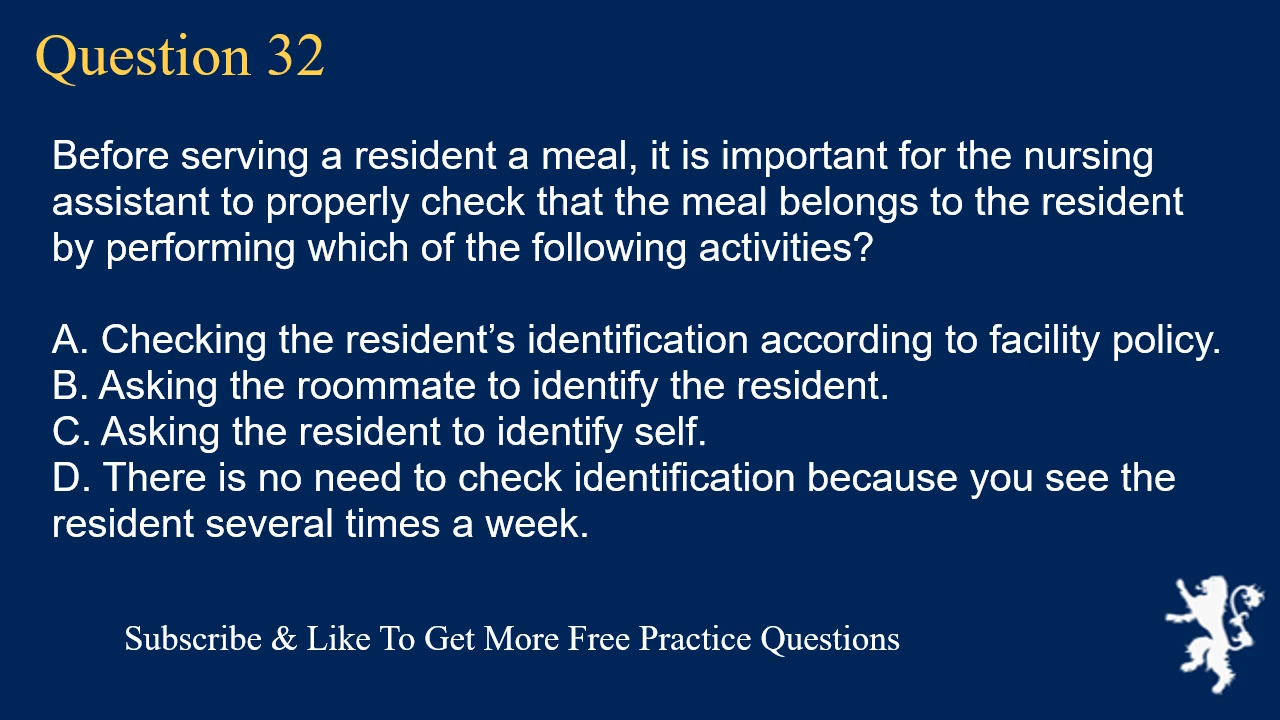 Question 32
Before serving a resident a meal, it is important for the nursing
assistant to properly check that the meal belongs to the resident
by performing which of the following activities?
A. Checking the resident’s identification according to facility policy.
B. Asking the roommate to identify the resident.
C. Asking the resident to identify self.
D. There is no need to check identification because you see the
resident several times a week.
Subscribe & Like To Get More Free Practice Questions